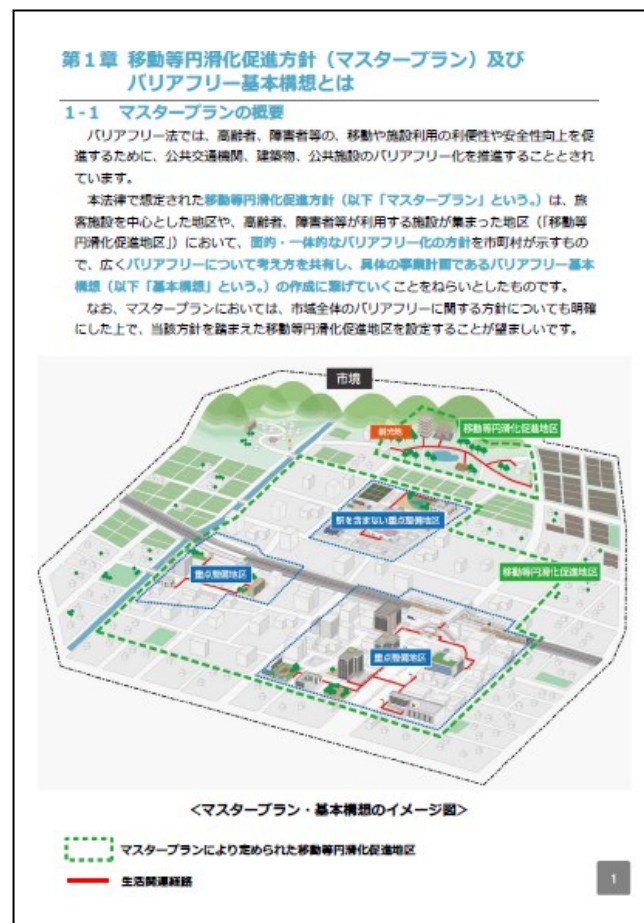 第1章 移動等円滑化促進方針（マスタープラン）及び
バリアフリー基本構想とは
1-1 マスタープランの概要
バリアフリー法では、高齢者、障害者等の、移動や施設利用の利便性や安全性向上を促
進するために、公共交通機関、建築物、公共施設のバリアフリー化を推進することとされ
ています。
本法律で想定された移動等円滑化促進方針（以下「マスタープラン」という。）は、旅
客施設を中心とした地区や、高齢者、障害者等が利用する施設が集まった地区（「移動等
円滑化促進地区」）において、面的・一体的なバリアフリー化の方針を市町村が示すもの
で、広くバリアフリーについて考え方を共有し、具体の事業計画であるバリアフリー基本
構想（以下「基本構想」という。）の作成に繋げていくことをねらいとしたものです。
なお、マスタープランにおいては、市域全体のバリアフリーに関する方針についても明確
にした上で、当該方針を踏まえた移動等円滑化促進地区を設定することが望ましいです。
市境
観光地
移動等円滑化促進地区
駅を含まない重点整備地区
重点整備地区
移動等円滑化促進地区
重点整備地区
＜マスタープラン・基本構想のイメージ図＞
マスタープランにより定められた移動等円滑化促進地区
生活関連経路
1